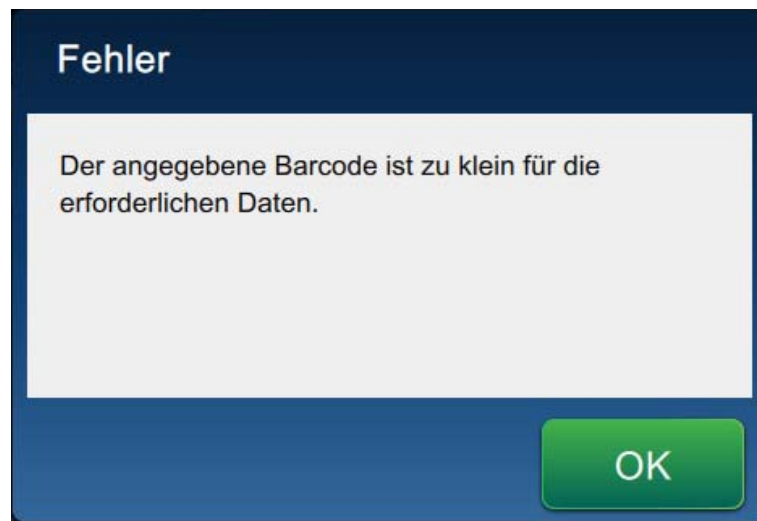 Fehler
Der angegebene Barcode ist zu klein für die
erforderlichen Daten.
OK